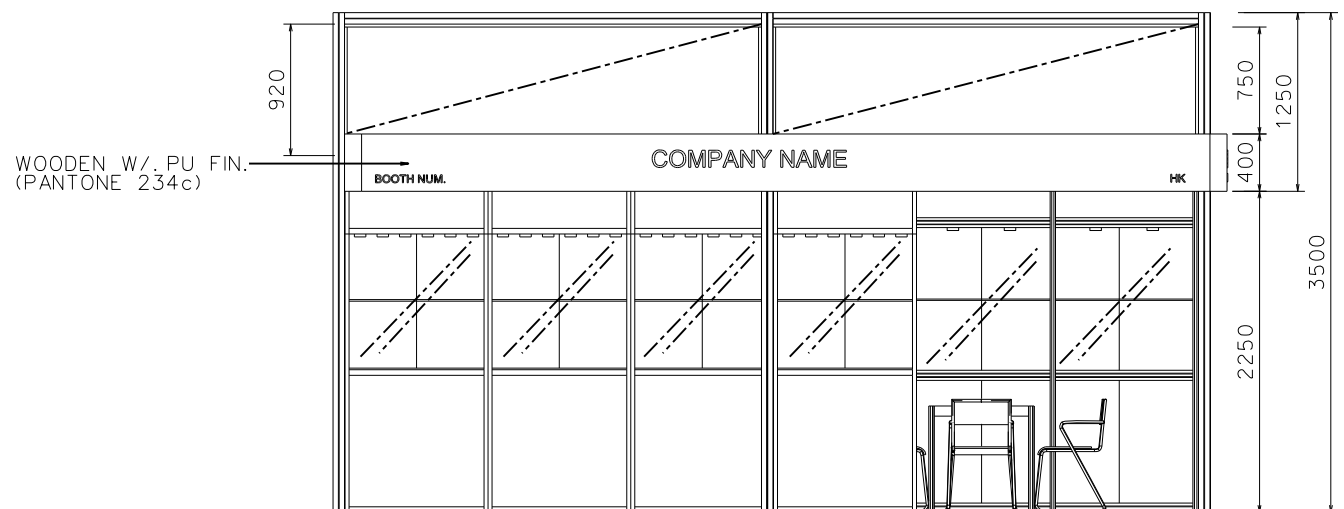 920
750
1250
WOODEN W/. PU FIN.
(PANTONE 234c)
COMPANY NAME
BOOTH NUM.
HK
400
3500
2250